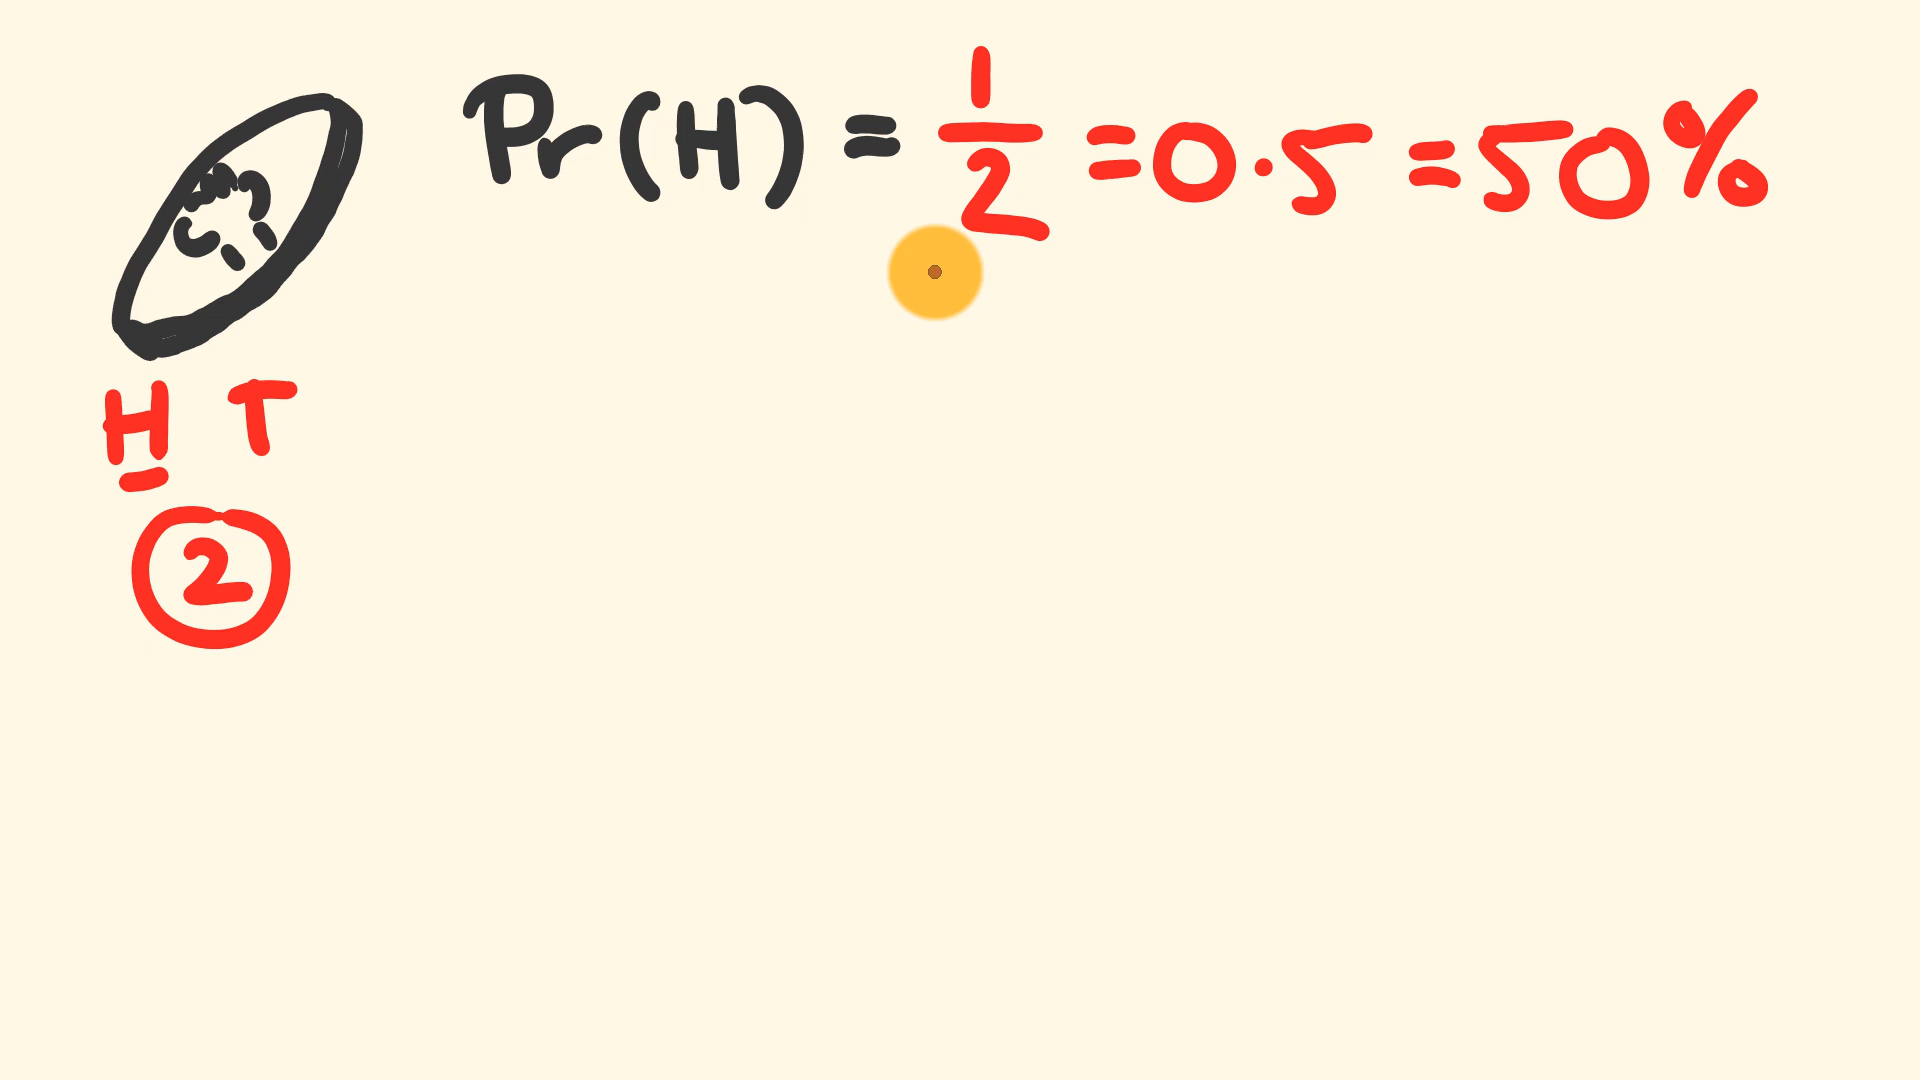 Pr(H) = 1/2 = 0.5 = 50%
H T
2